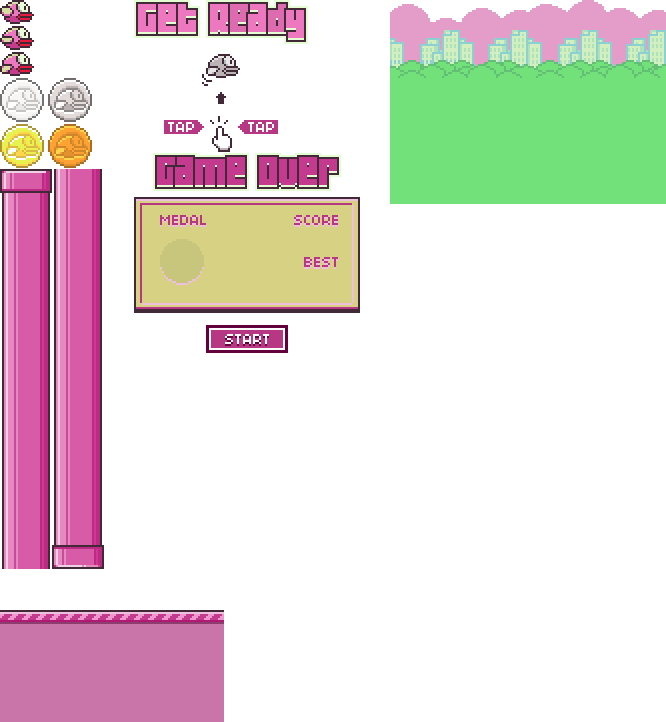 Get Ready
TAP TAP
Game Over
MEDAL SCORE
BEST
START